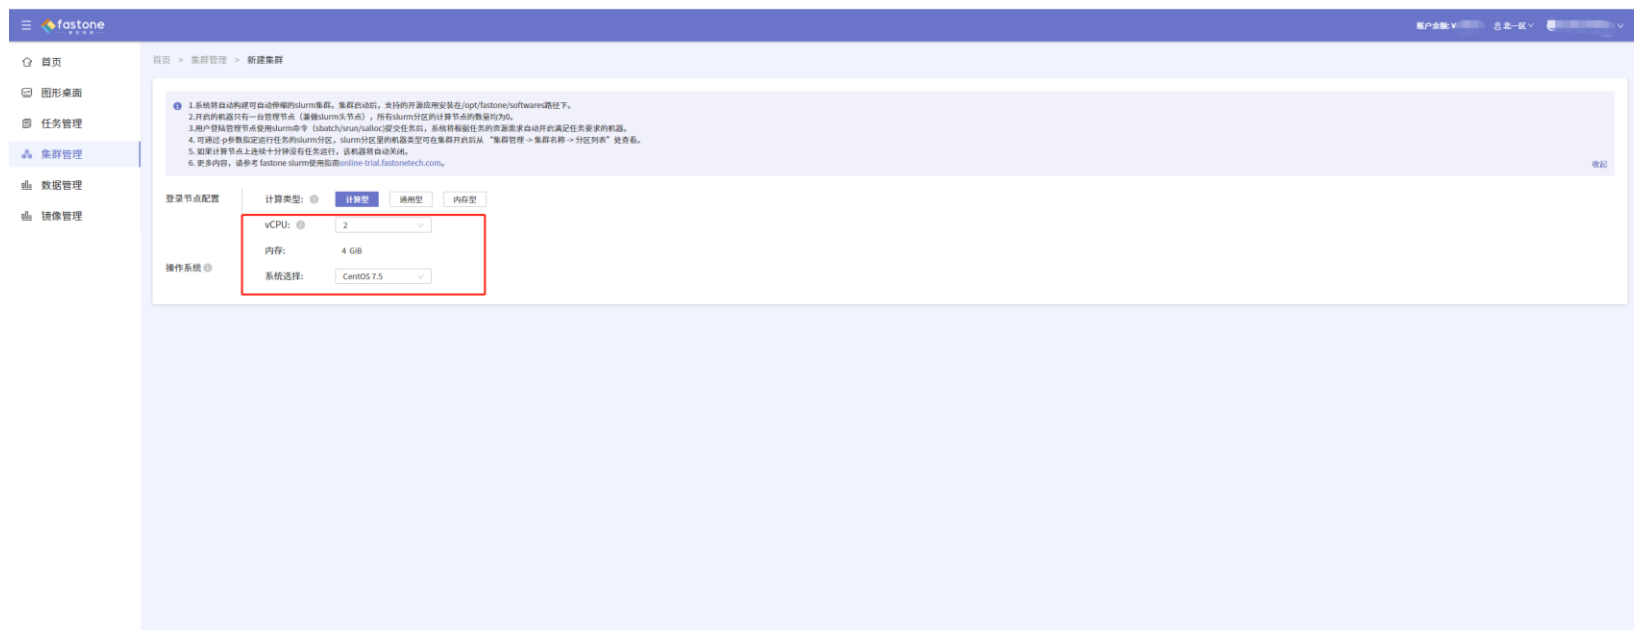 fastone
账户余额: ¥
北一区
首页
图形桌面
任务管理
集群管理
数据管理
镜像管理
首页 > 集群管理 > 新建集群
1.系统将自动构建可自动伸缩的slurm集群。集群启动后，支持的开源应用安装在/opt/fastone/softwares路径下。
2.开启的机器只有一台管理节点（兼做slurm头节点），所有slurm分区的计算节点的数量均为0。
3.用户登陆管理节点使用slurm命令（sbatch/srun/salloc)提交任务后，系统将根据任务的资源需求自动开启满足任务要求的机器。
4. 可通过-p参数指定运行任务的slurm分区，slurm分区里的机器类型可在集群开启后从 “集群管理 -> 集群名称 -> 分区列表” 处查看。
5. 如果计算节点上连续十分钟没有任务运行，该机器将自动关闭。
6. 更多内容，请参考 fastone slurm使用指南online-trial.fastonetech.com。
收起
登录节点配置
计算类型: 计算型 通用型 内存型
vCPU: 2
内存: 4 GiB
操作系统
系统选择: CentOS 7.5